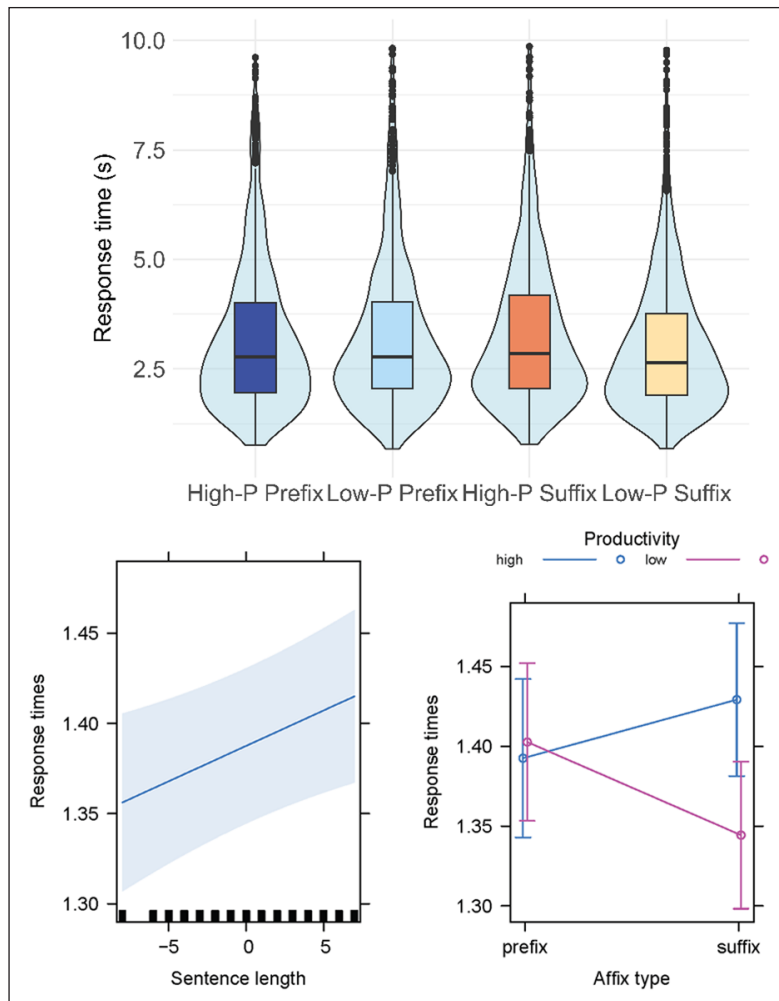 10.0
7.5
5.0
2.5
Response time (s)
High-P Prefix Low-P Prefix High-P Suffix Low-P Suffix
1.45
1.40
1.35
1.30
Response times
−5 0 5
Sentence length
Productivity
high low
1.45
1.40
1.35
1.30
Response times
prefix suffix
Affix type